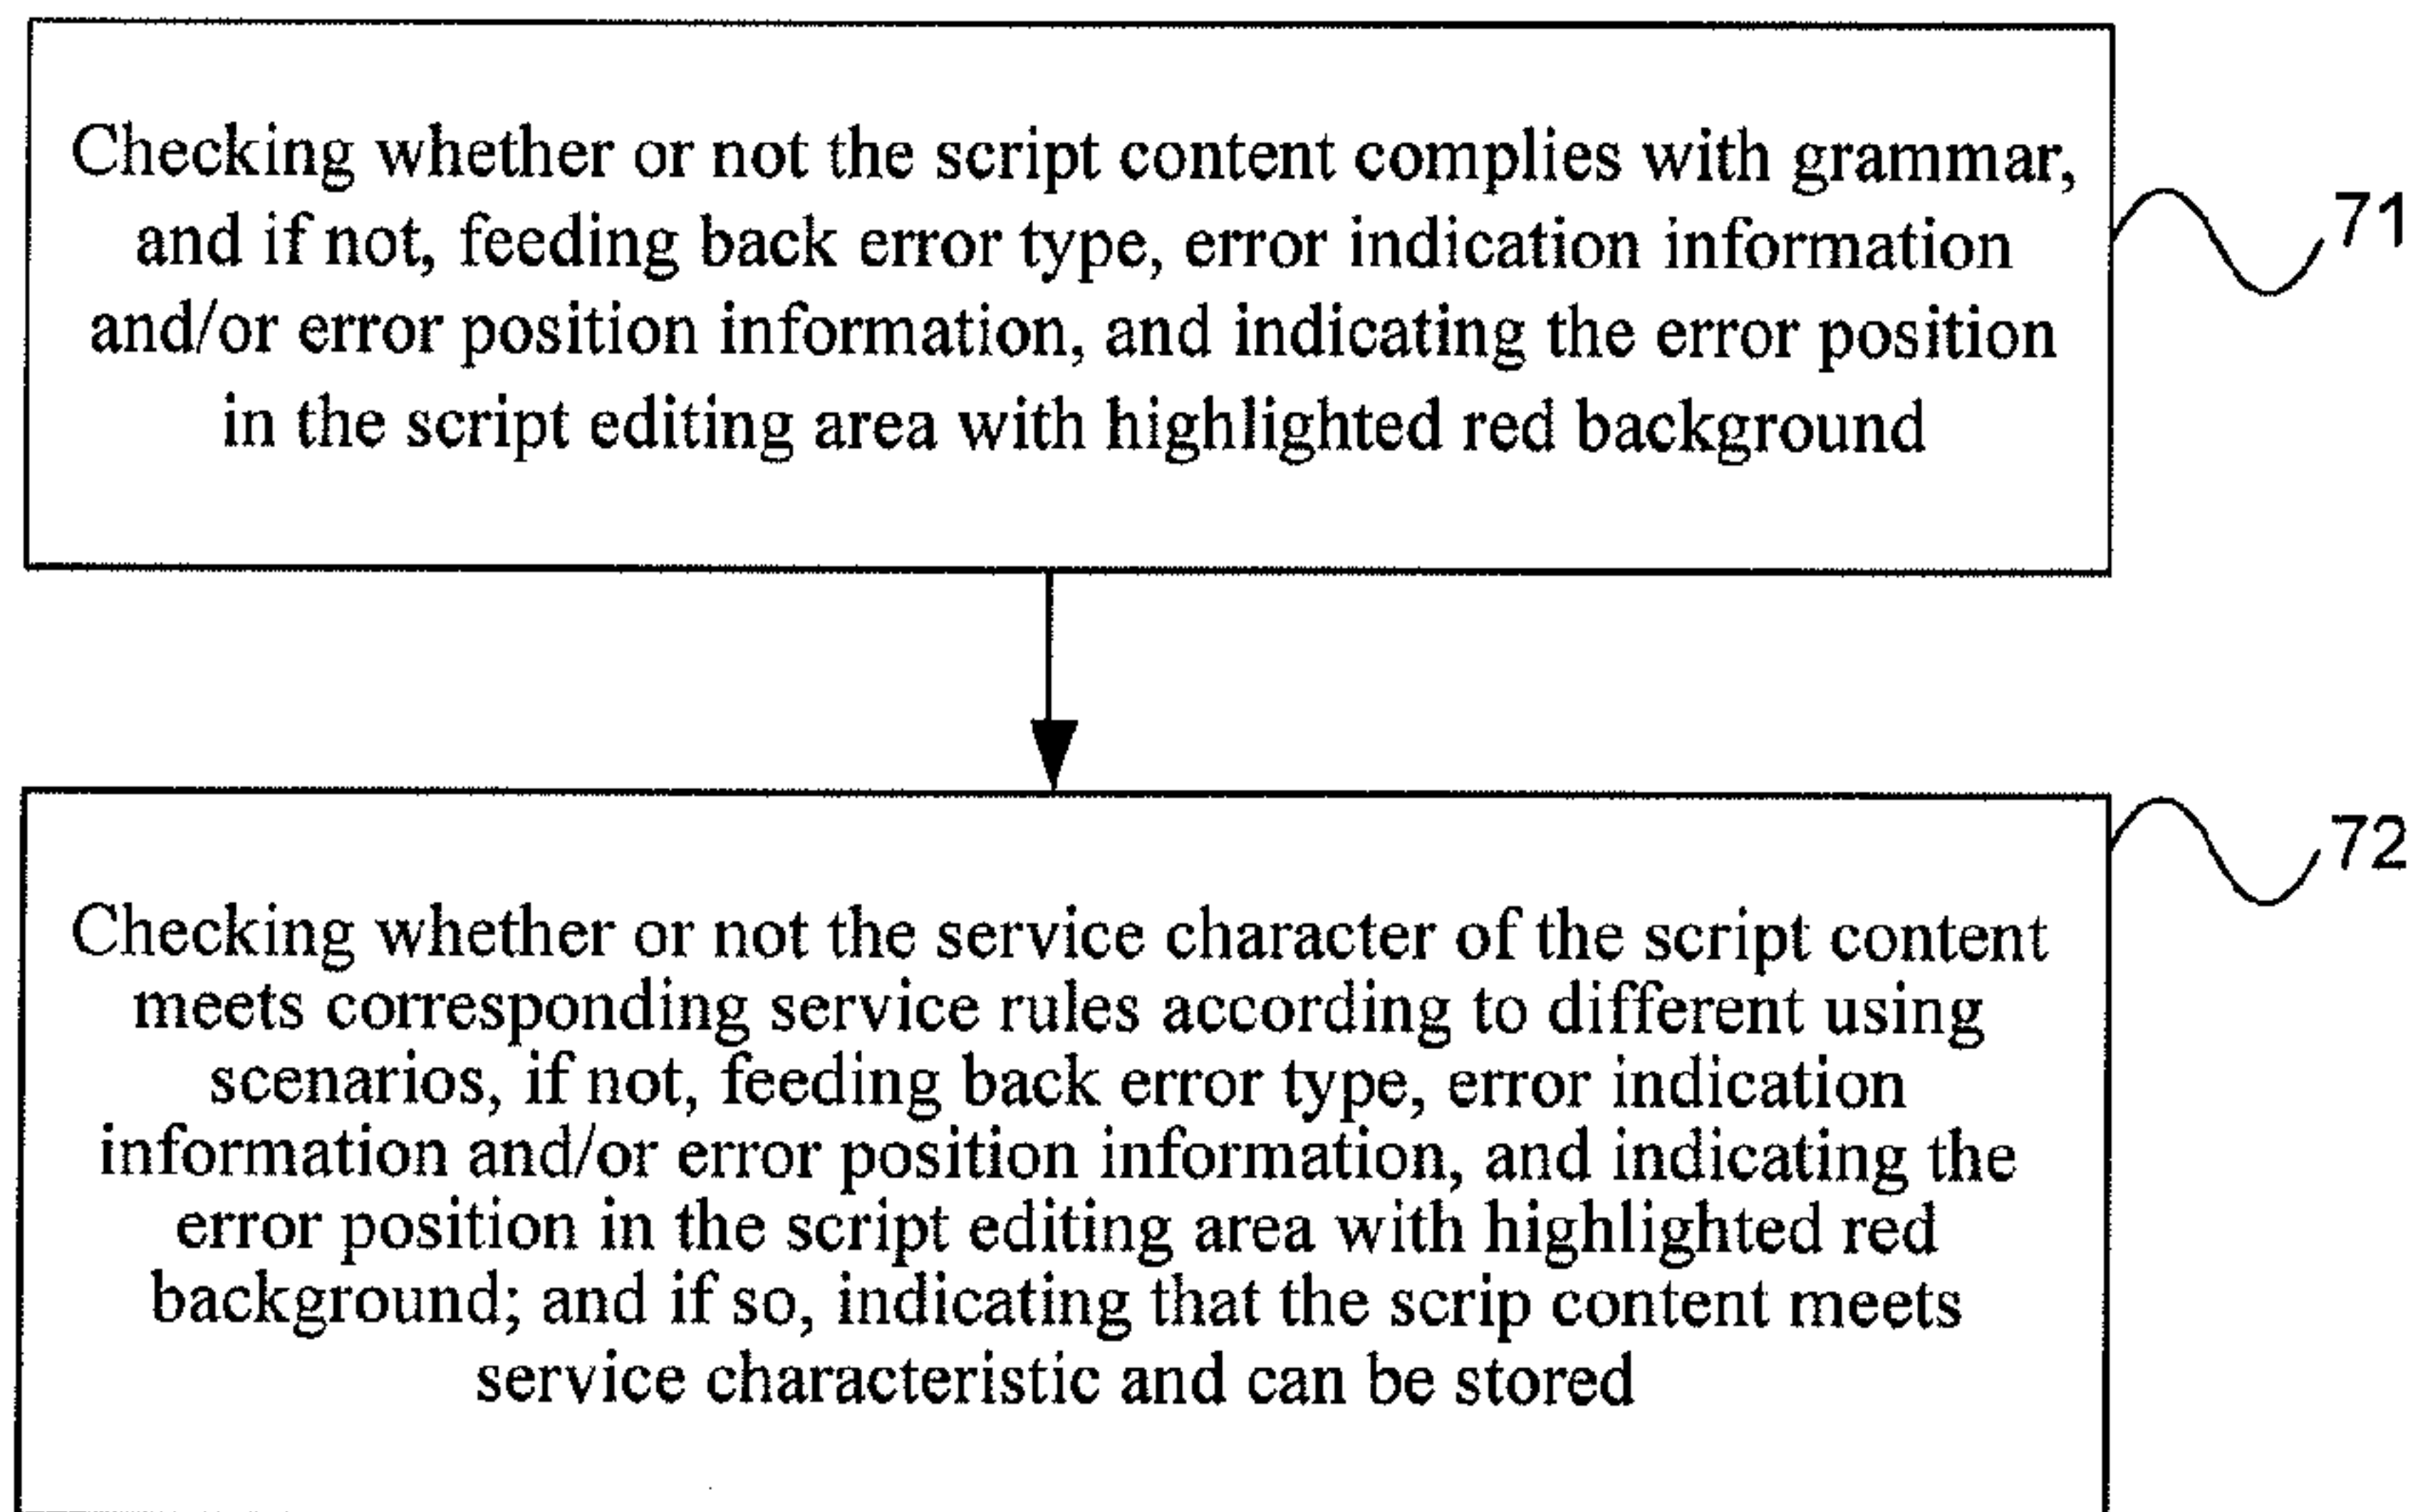 Checking whether or not the script content complies with grammar,
and if not, feeding back error type, error indication information
and/or error position information, and indicating the error position
in the script editing area with highlighted red background
71
72
Checking whether or not the service character of the script content
meets corresponding service rules according to different using
scenarios, if not, feeding back error type, error indication
information and/or error position information, and indicating the
error position in the script editing area with highlighted red
background; and if so, indicating that the scrip content meets
service characteristic and can be stored